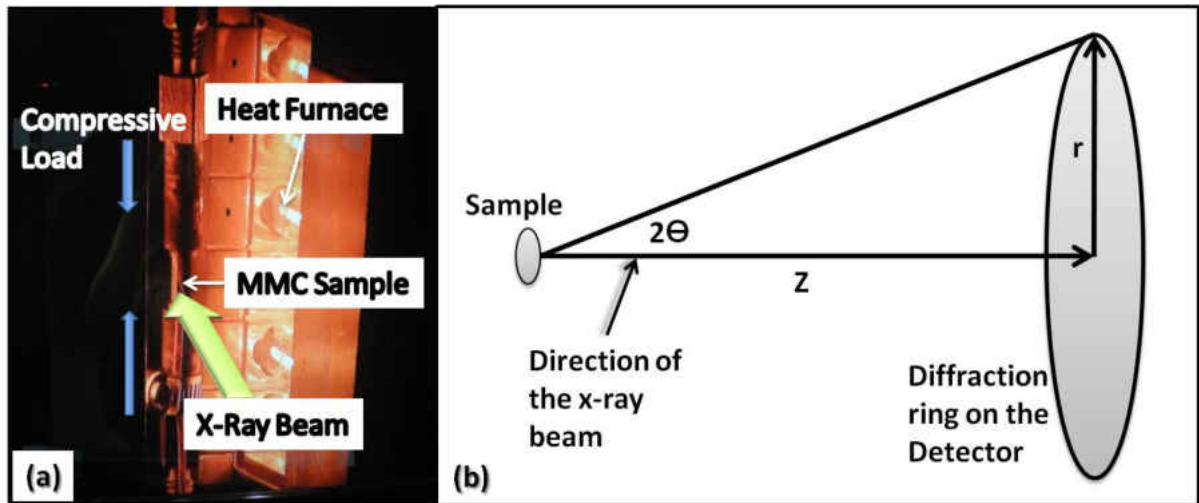 Compressive
Load
Heat Furnace
MMC Sample
X-Ray Beam
(a)
Sample
2Θ
r
Z
Direction of
the x-ray
beam
Diffraction
ring on the
Detector
(b)